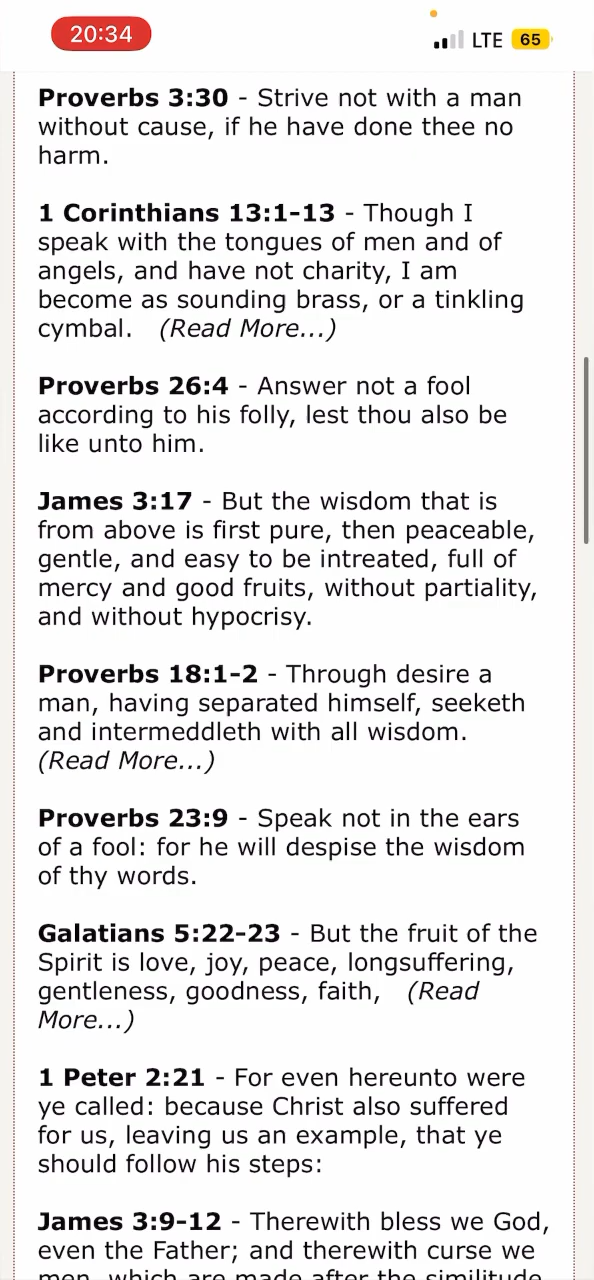 20:34
LTE 65
Proverbs 3:30 - Strive not with a man
without cause, if he have done thee no
harm.
1 Corinthians 13:1-13 - Though I
speak with the tongues of men and of
angels, and have not charity, I am
become as sounding brass, or a tinkling
cymbal. (Read More...)
Proverbs 26:4 - Answer not a fool
according to his folly, lest thou also be
like unto him.
James 3:17 - But the wisdom that is
from above is first pure, then peaceable,
gentle, and easy to be intreated, full of
mercy and good fruits, without partiality,
and without hypocrisy.
Proverbs 18:1-2 - Through desire a
man, having separated himself, seeketh
and intermeddleth with all wisdom.
(Read More...)
Proverbs 23:9 - Speak not in the ears
of a fool: for he will despise the wisdom
of thy words.
Galatians 5:22-23 - But the fruit of the
Spirit is love, joy, peace, longsuffering,
gentleness, goodness, faith, (Read
More...)
1 Peter 2:21 - For even hereunto were
ye called: because Christ also suffered
for us, leaving us an example, that ye
should follow his steps:
James 3:9-12 - Therewith bless we God,
even the Father; and therewith curse we
men, which are made after the similitude